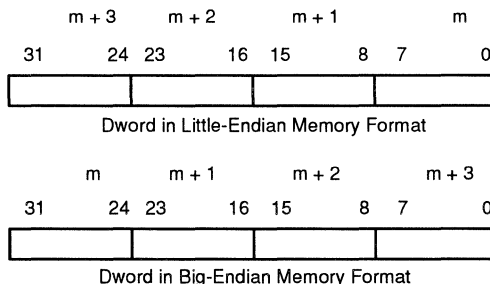 m + 3 m + 2 m + 1 m
31 24 23 16 15 8 7 0
Dword in Little-Endian Memory Format
m m + 1 m + 2 m + 3
31 24 23 16 15 8 7 0
Dword in Big-Endian Memory Format